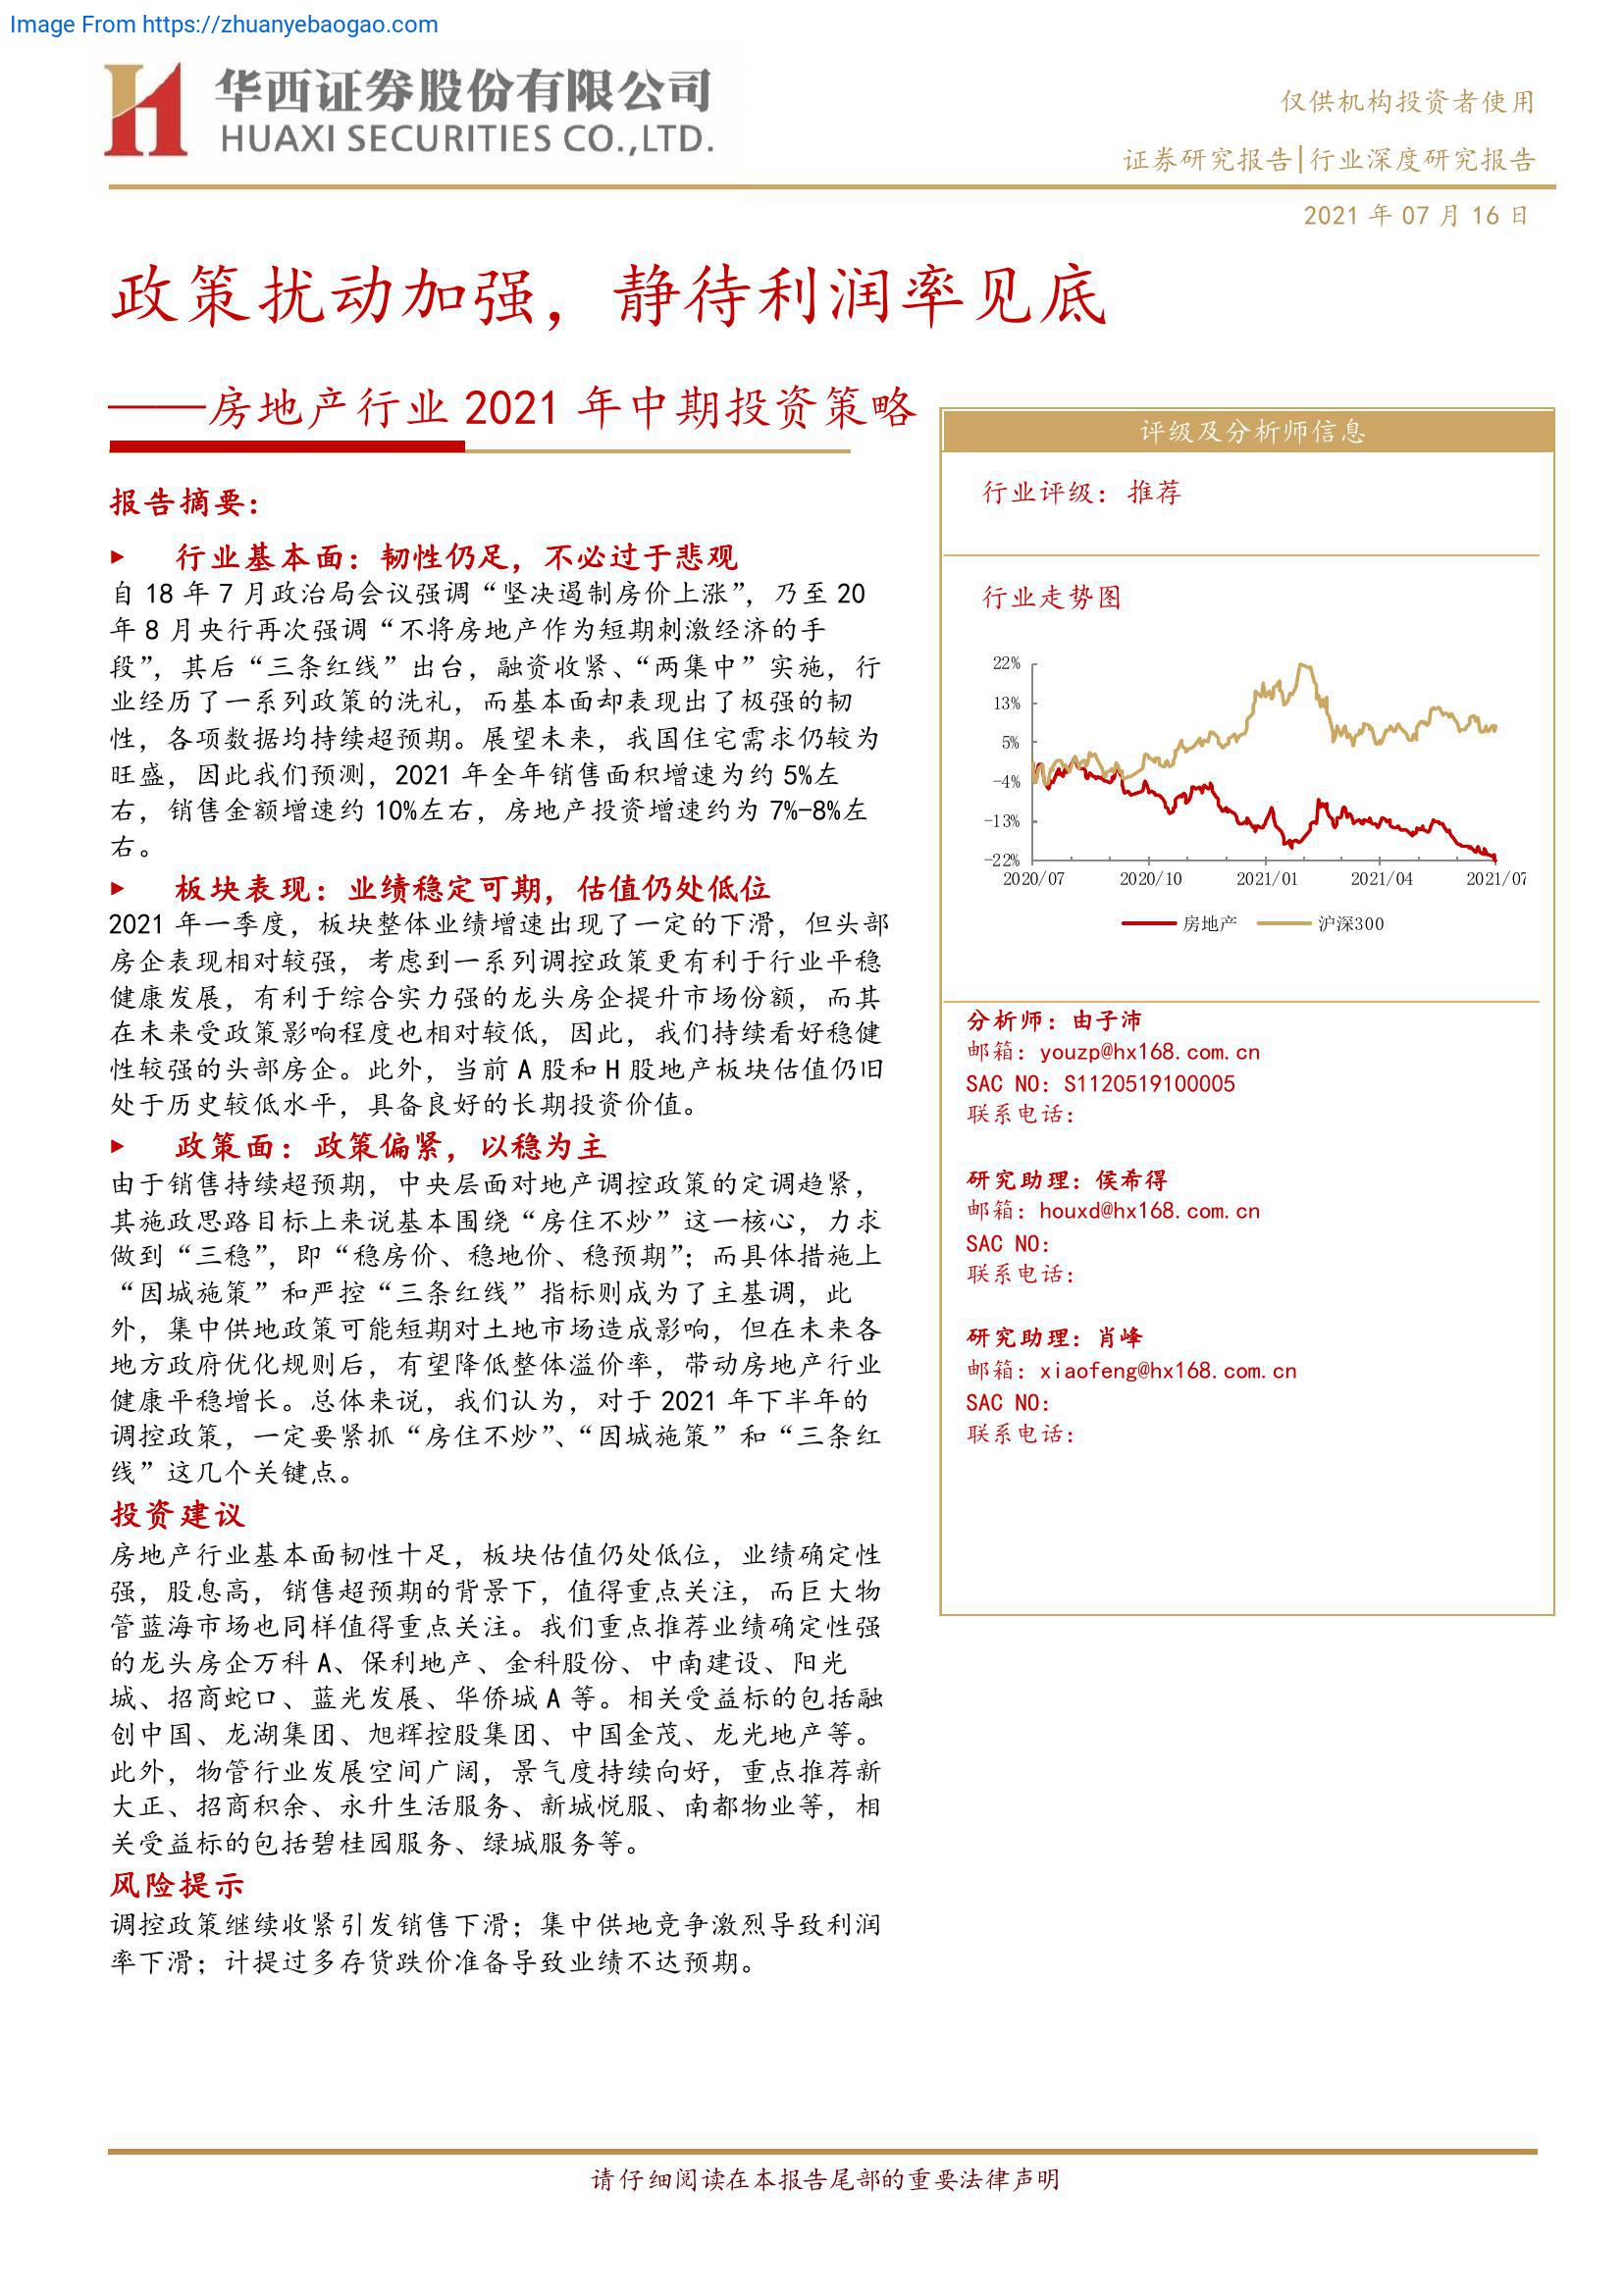 Image From https://zhuanyebaogao.com
华西证券股份有限公司
HUAXI SECURITIES CO.,LTD.
仅供机构投资者使用
证券研究报告|行业深度研究报告
2021 年 07 月 16 日
政策扰动加强，静待利润率见底
——房地产行业 2021 年中期投资策略
报告摘要：
► 行业基本面：韧性仍足，不必过于悲观
自 18 年 7 月政治局会议强调“坚决遏制房价上涨”，乃至 20
年 8 月央行再次强调“不将房地产作为短期刺激经济的手
段”，其后“三条红线”出台，融资收紧、“两集中”实施，行
业经历了一系列政策的洗礼，而基本面却表现出了极强的韧
性，各项数据均持续超预期。展望未来，我国住宅需求仍较为
旺盛，因此我们预测，2021 年全年销售面积增速为约 5%左
右，销售金额增速约 10%左右，房地产投资增速约为 7%-8%左
右。
► 板块表现：业绩稳定可期，估值仍处低位
2021 年一季度，板块整体业绩增速出现了一定的下滑，但头部
房企表现相对较强，考虑到一系列调控政策更有利于行业平稳
健康发展，有利于综合实力强的龙头房企提升市场份额，而其
在未来受政策影响程度也相对较低，因此，我们持续看好稳健
性较强的头部房企。此外，当前 A 股和 H 股地产板块估值仍旧
处于历史较低水平，具备良好的长期投资价值。
► 政策面：政策偏紧，以稳为主
由于销售持续超预期，中央层面对地产调控政策的定调趋紧，
其施政思路目标上来说基本围绕“房住不炒”这一核心，力求
做到“三稳”，即“稳房价、稳地价、稳预期”；而具体措施上
“因城施策”和严控“三条红线”指标则成为了主基调，此
外，集中供地政策可能短期对土地市场造成影响，但在未来各
地方政府优化规则后，有望降低整体溢价率，带动房地产行业
健康平稳增长。总体来说，我们认为，对于 2021 年下半年的
调控政策，一定要紧抓“房住不炒”、“因城施策”和“三条红
线”这几个关键点。
投资建议
房地产行业基本面韧性十足，板块估值仍处低位，业绩确定性
强，股息高，销售超预期的背景下，值得重点关注，而巨大物
管蓝海市场也同样值得重点关注。我们重点推荐业绩确定性强
的龙头房企万科 A、保利地产、金科股份、中南建设、阳光
城、招商蛇口、蓝光发展、华侨城 A 等。相关受益标的包括融
创中国、龙湖集团、旭辉控股集团、中国金茂、龙光地产等。
此外，物管行业发展空间广阔，景气度持续向好，重点推荐新
大正、招商积余、永升生活服务、新城悦服、南都物业等，相
关受益标的包括碧桂园服务、绿城服务等。
风险提示
调控政策继续收紧引发销售下滑；集中供地竞争激烈导致利润
率下滑；计提过多存货跌价准备导致业绩不达预期。
评级及分析师信息
行业评级：推荐
行业走势图
22%
13%
5%
-4%
-13%
-22%
2020/07 2020/10 2021/01 2021/04 2021/07
房地产 沪深300
分析师：由子沛
邮箱：youzp@hx168.com.cn
SAC NO：S1120519100005
联系电话：
研究助理：侯希得
邮箱：houxd@hx168.com.cn
SAC NO：
联系电话：
研究助理：肖峰
邮箱：xiaofeng@hx168.com.cn
SAC NO：
联系电话：
请仔细阅读在本报告尾部的重要法律声明